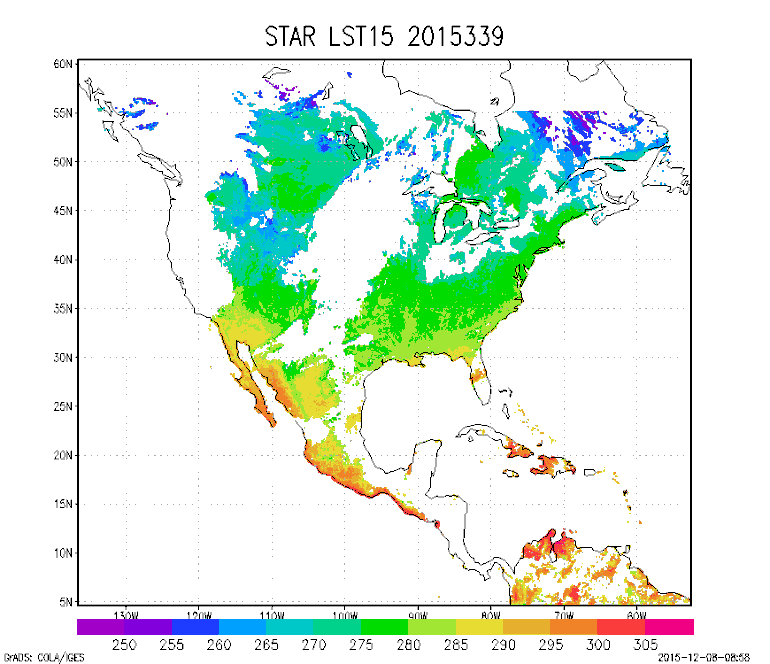 STAR LST15 2015339
60N
55N
50N
45N
40N
35N
30N
25N
20N
15N
10N
5N
130W 120W 110W 100W 90W 80W 70W 60W
250 255 260 265 270 275 280 285 290 295 300 305
GrADS: COLA/IGES 2015-12-08-08:58